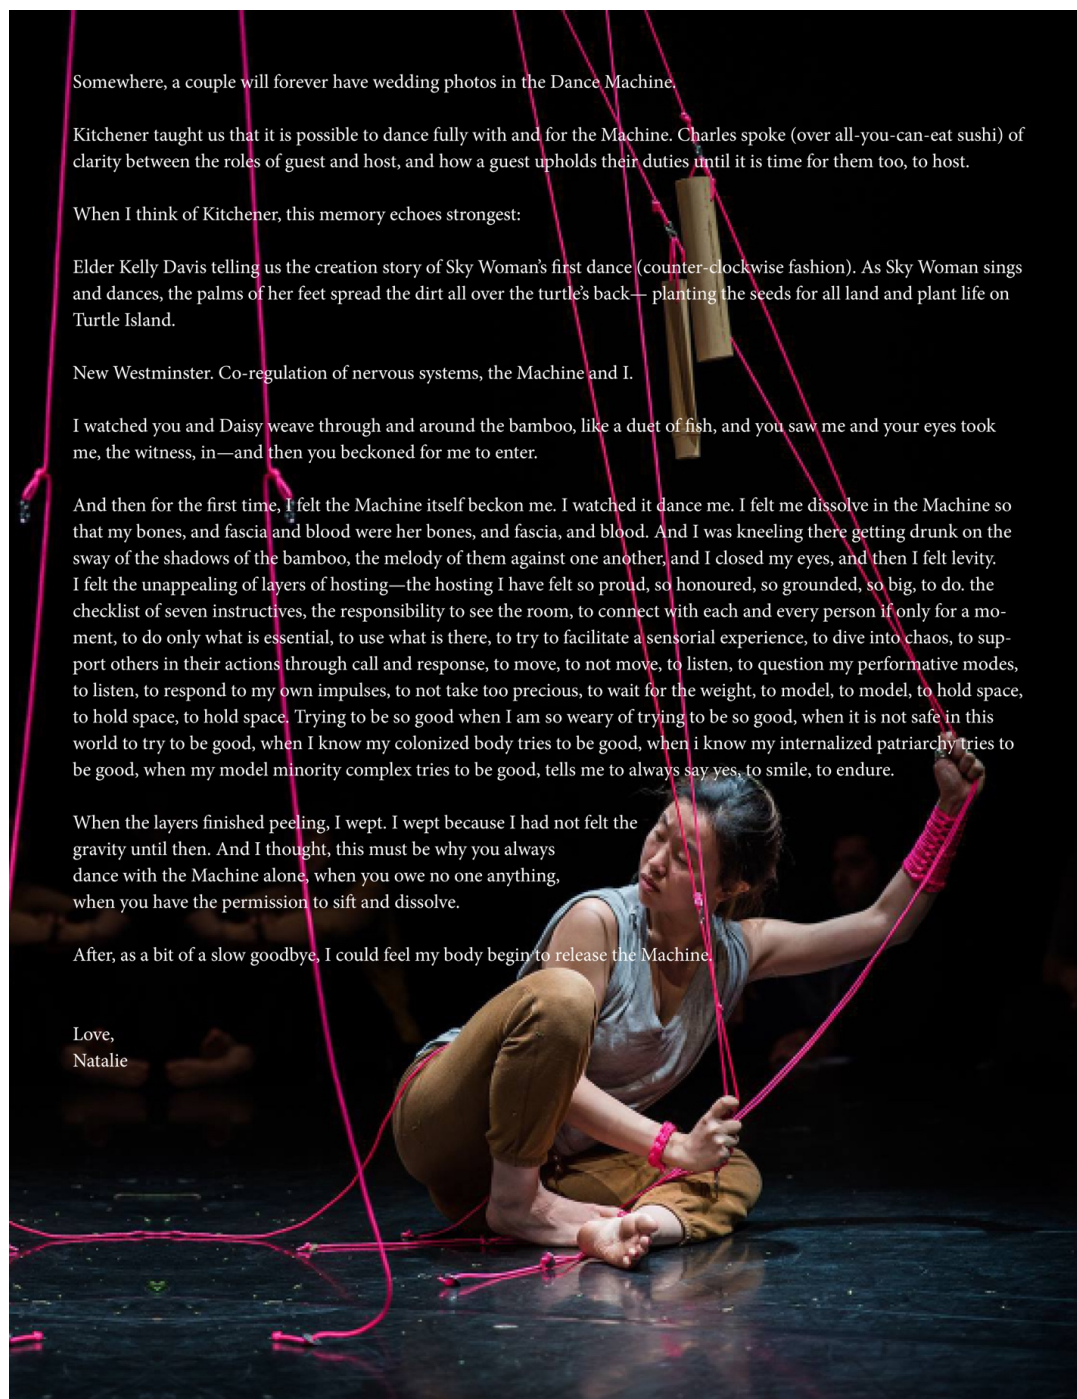 Somewhere, a couple will forever have wedding photos in the Dance Machine.
Kitchener taught us that it is possible to dance fully with and for the Machine. Charles spoke (over all-you-can-eat sushi) of
clarity between the roles of guest and host, and how a guest upholds their duties until it is time for them too, to host.
When I think of Kitchener, this memory echoes strongest:
Elder Kelly Davis telling us the creation story of Sky Woman’s first dance (counter-clockwise fashion). As Sky Woman sings
and dances, the palms of her feet spread the dirt all over the turtle’s back— planting the seeds for all land and plant life on
Turtle Island.
New Westminster. Co-regulation of nervous systems, the Machine and I.
I watched you and Daisy weave through and around the bamboo, like a duet of fish, and you saw me and your eyes took
me, the witness, in—and then you beckoned for me to enter.
And then for the first time, I felt the Machine itself beckon me. I watched it dance me. I felt me dissolve in the Machine so
that my bones, and fascia and blood were her bones, and fascia, and blood. And I was kneeling there getting drunk on the
sway of the shadows of the bamboo, the melody of them against one another, and I closed my eyes, and then I felt levity.
I felt the unappealing of layers of hosting—the hosting I have felt so proud, so honoured, so grounded, so big, to do. the
checklist of seven instructives, the responsibility to see the room, to connect with each and every person if only for a mo-
ment, to do only what is essential, to use what is there, to try to facilitate a sensorial experience, to dive into chaos, to sup-
port others in their actions through call and response, to move, to not move, to listen, to question my performative modes,
to listen, to respond to my own impulses, to not take too precious, to wait for the weight, to model, to model, to hold space,
to hold space, to hold space. Trying to be so good when I am so weary of trying to be so good, when it is not safe in this
world to try to be good, when I know my colonized body tries to be good, when i know my internalized patriarchy tries to
be good, when my model minority complex tries to be good, tells me to always say yes, to smile, to endure.
When the layers finished peeling, I wept. I wept because I had not felt the
gravity until then. And I thought, this must be why you always
dance with the Machine alone, when you owe no one anything,
when you have the permission to sift and dissolve.
After, as a bit of a slow goodbye, I could feel my body begin to release the Machine.
Love,
Natalie